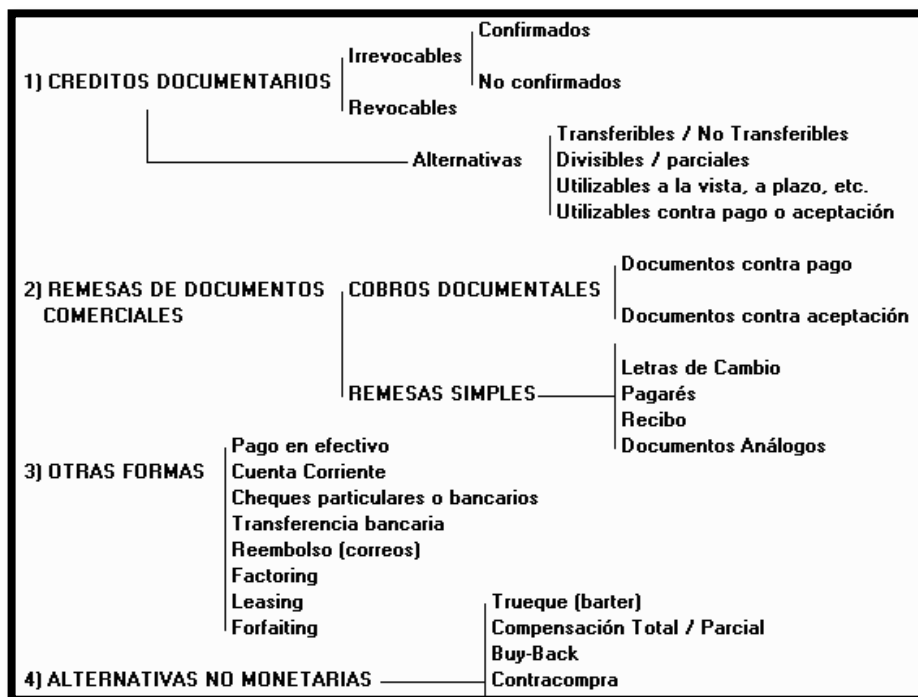 Confirmados
Irrevocables
1) CREDITOS DOCUMENTARIOS
No confirmados
Revocables
Alternativas
Transferibles / No Transferibles
Divisibles / parciales
Utilizables a la vista, a plazo, etc.
Utilizables contra pago o aceptación
2) REMESAS DE DOCUMENTOS
COMERCIALES
COBROS DOCUMENTALES
Documentos contra pago
Documentos contra aceptación
REMESAS SIMPLES
Letras de Cambio
Pagarés
Recibo
Documentos Análogos
3) OTRAS FORMAS
Pago en efectivo
Cuenta Corriente
Cheques particulares o bancarios
Transferencia bancaria
Reembolso (correos)
Factoring
Leasing
Forfaiting
4) ALTERNATIVAS NO MONETARIAS
Trueque (barter)
Compensación Total / Parcial
Buy-Back
Contracompra